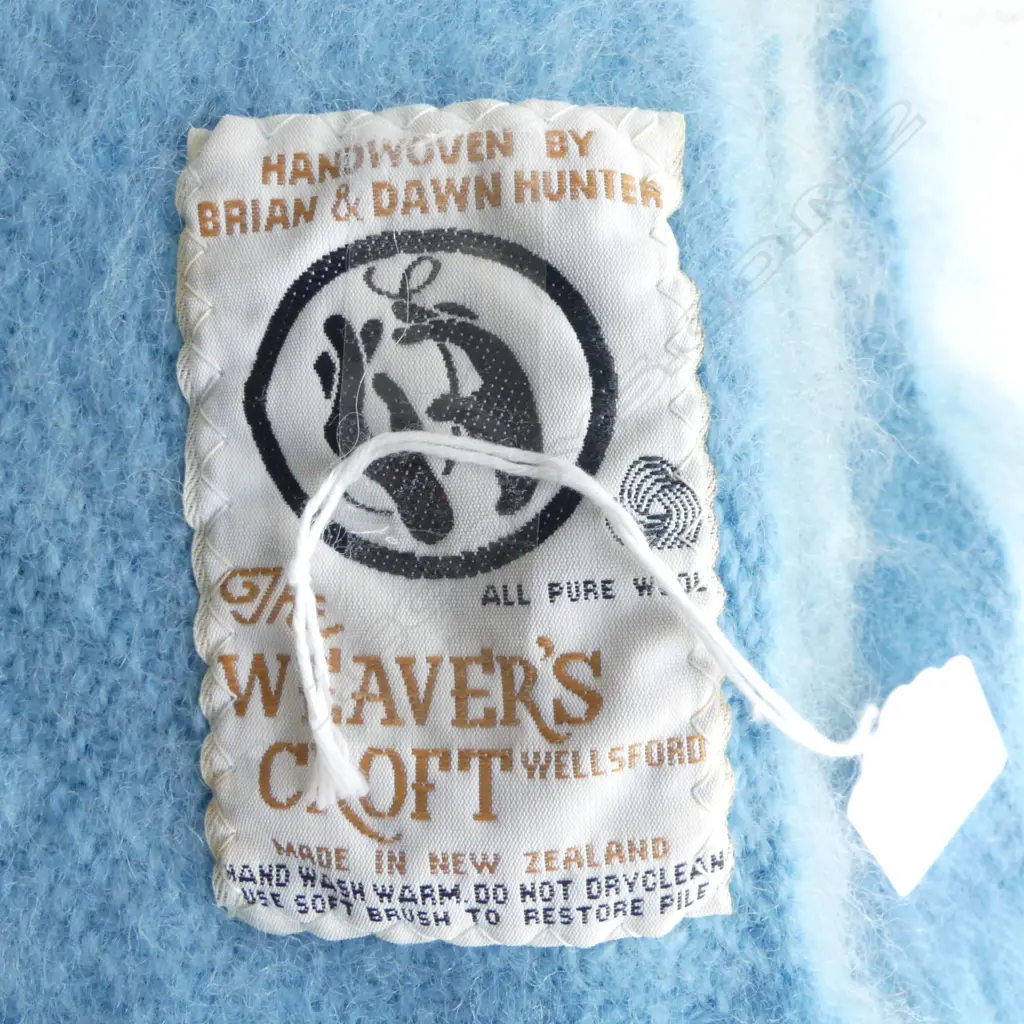 HANDWOVEN BY
BRIAN & DAWN HUNTER
ALL PURE WOOL
The
WEAVER'S
CROFT WELLSFORD
MADE IN NEW ZEALAND
HAND WASH WARM. DO NOT DRYCLEAN
USE SOFT BRUSH TO RESTORE PILE